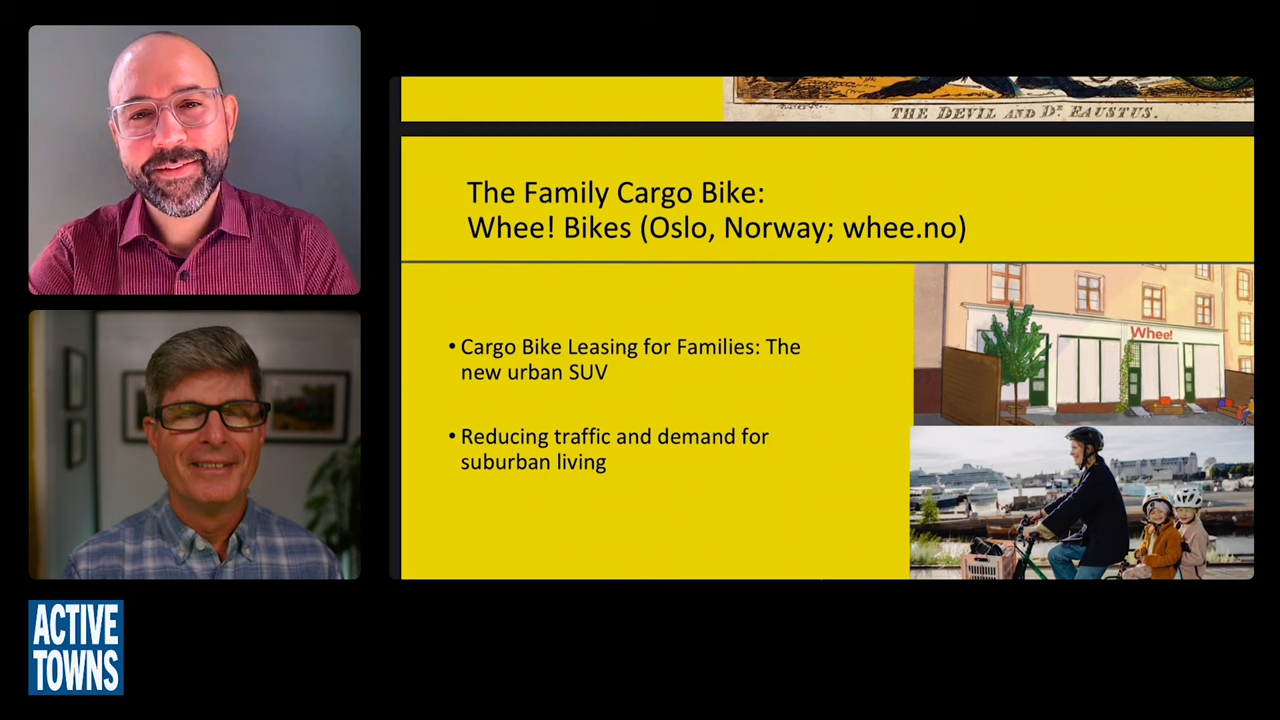 THE DEVIL AND DR. FAUSTUS.
The Family Cargo Bike:
Whee! Bikes (Oslo, Norway; whee.no)
• Cargo Bike Leasing for Families: The
new urban SUV
• Reducing traffic and demand for
suburban living
Whee!
ACTIVE
TOWNS